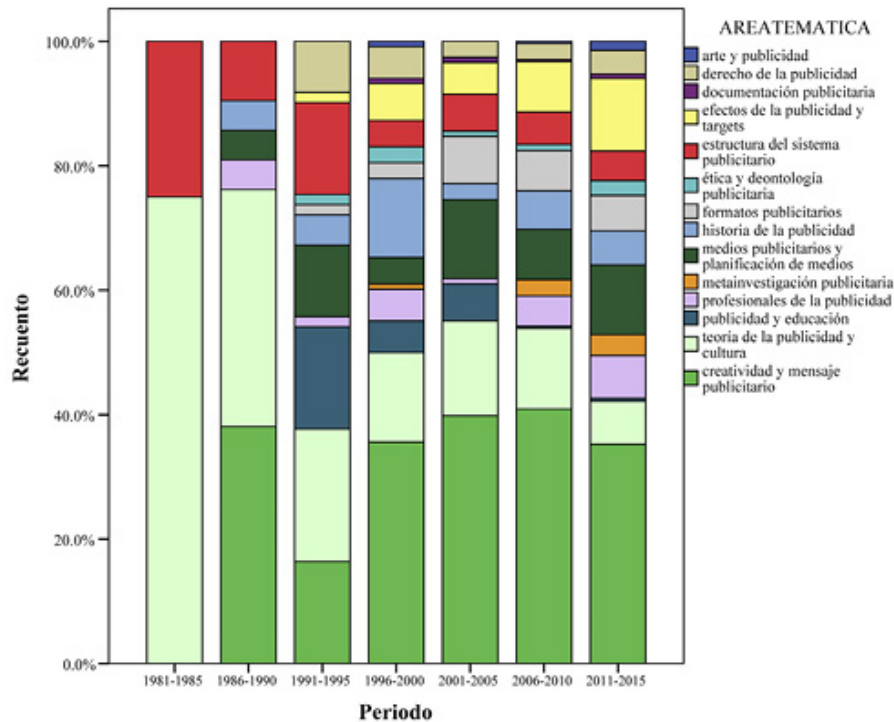 AREATEMATICA
arte y publicidad
derecho de la publicidad
documentación publicitaria
efectos de la publicidad y
targets
estructura del sistema
publicitario
ética y deontología
publicitaria
formatos publicitarios
historia de la publicidad
medios publicitarios y
planificación de medios
metainvestigación publicitaria
profesionales de la publicidad
publicidad y educación
teoría de la publicidad y
cultura
creatividad y mensaje
publicitario
Recuento
100.0%
80.0%
60.0%
40.0%
20.0%
0.0%
1981-1985 1986-1990 1991-1995 1996-2000 2001-2005 2006-2010 2011-2015
Periodo